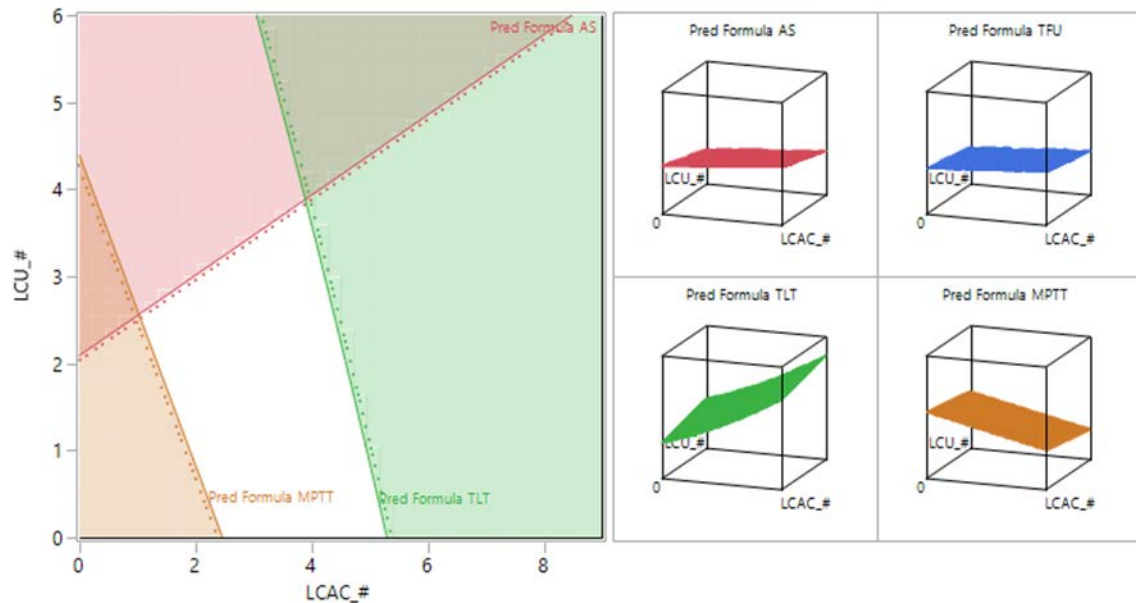 6
5
4
3
2
1
0
LCU_#
0
2
4
6
8
LCAC_#
Pred Formula AS
Pred Formula MPTT
Pred Formula TLT
Pred Formula AS
LCU_#
0
LCAC_#
Pred Formula TFU
LCU_#
0
LCAC_#
Pred Formula TLT
LCU_#
0
LCAC_#
Pred Formula MPTT
LCU_#
0
LCAC_#